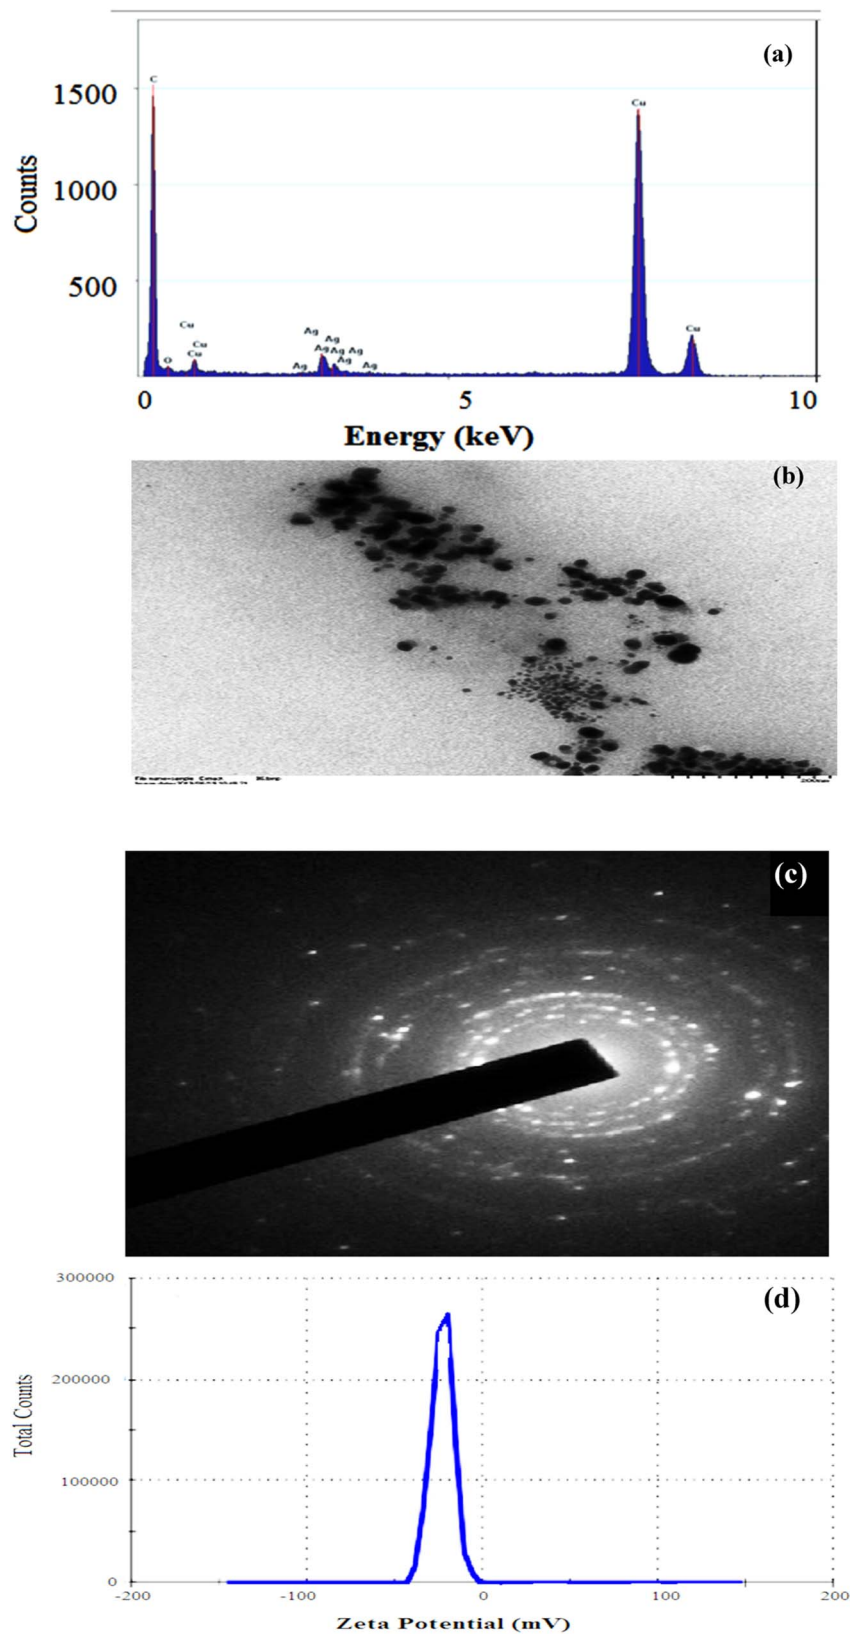 (a)
C
1500
Cu
Counts
1000
500
Cu
Ag
Cu
Ag
Cu
O
Cu
Ag
Ag
Ag
Ag
Ag
Ag
Ag
0
5
10
Energy (keV)
(b)
(c)
300000
(d)
200000
Total Counts
100000
0
-200
-100
0
100
200
Zeta Potential (mV)